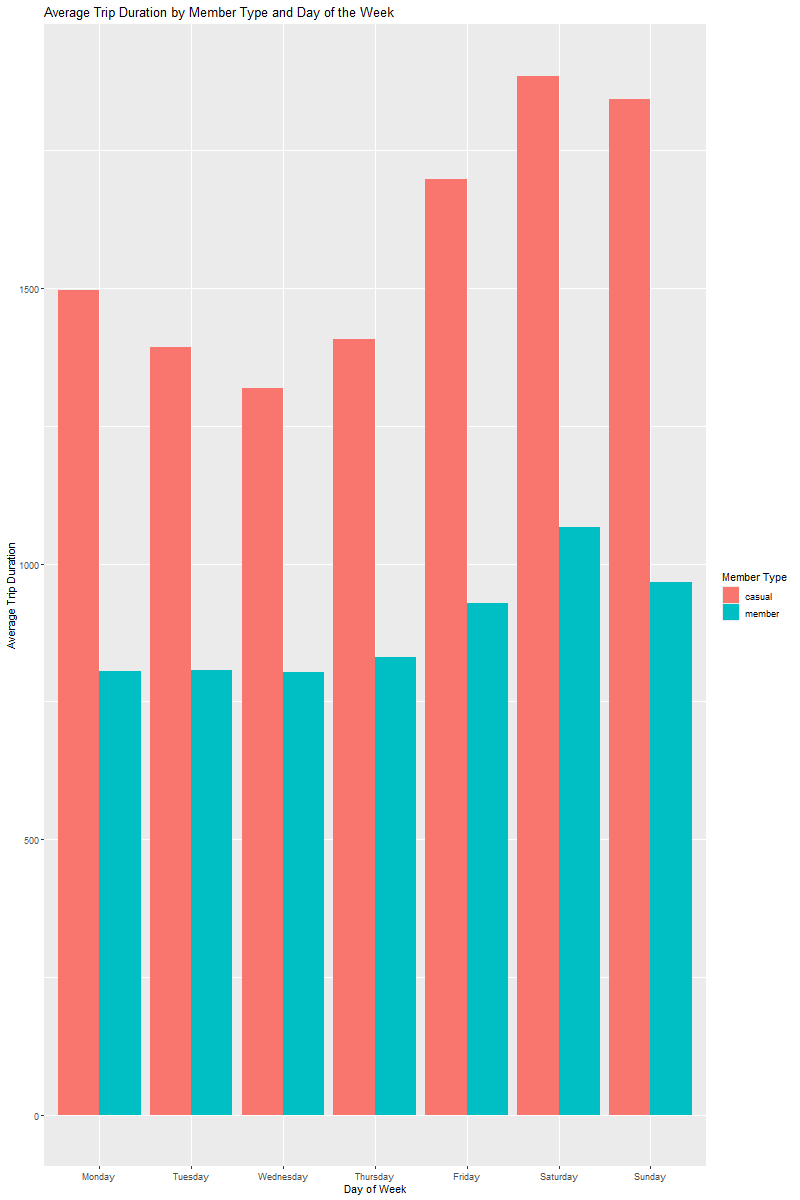 Average Trip Duration by Member Type and Day of the Week
Average Trip Duration
1500
1000
500
0
Monday Tuesday Wednesday Thursday Friday Saturday Sunday
Day of Week
Member Type
casual
member